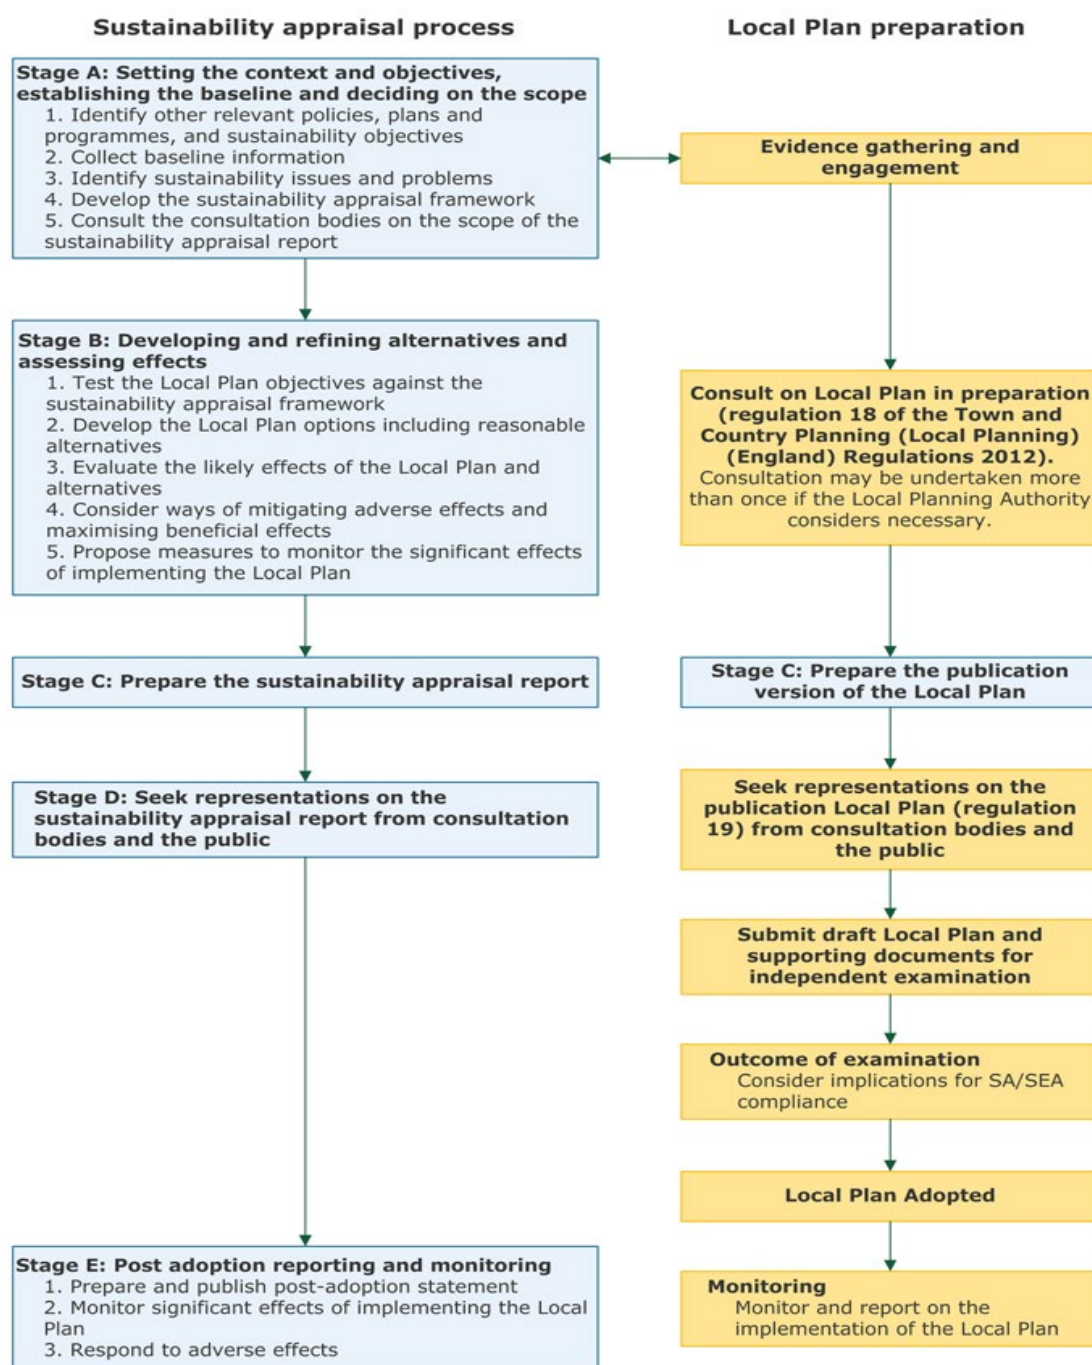 Sustainability appraisal process
Stage A: Setting the context and objectives,
establishing the baseline and deciding on the scope
1. Identify other relevant policies, plans and
programmes, and sustainability objectives
2. Collect baseline information
3. Identify sustainability issues and problems
4. Develop the sustainability appraisal framework
5. Consult the consultation bodies on the scope of the
sustainability appraisal report
Stage B: Developing and refining alternatives and
assessing effects
1. Test the Local Plan objectives against the
sustainability appraisal framework
2. Develop the Local Plan options including reasonable
alternatives
3. Evaluate the likely effects of the Local Plan and
alternatives
4. Consider ways of mitigating adverse effects and
maximising beneficial effects
5. Propose measures to monitor the significant effects
of implementing the Local Plan
Stage C: Prepare the sustainability appraisal report
Stage D: Seek representations on the
sustainability appraisal report from consultation
bodies and the public
Stage E: Post adoption reporting and monitoring
1. Prepare and publish post-adoption statement
2. Monitor significant effects of implementing the Local
Plan
3. Respond to adverse effects
Local Plan preparation
Evidence gathering and
engagement
Consult on Local Plan in preparation
(regulation 18 of the Town and
Country Planning (Local Planning)
(England) Regulations 2012).
Consultation may be undertaken more
than once if the Local Planning Authority
considers necessary.
Stage C: Prepare the publication
version of the Local Plan
Seek representations on the
publication Local Plan (regulation
19) from consultation bodies and
the public
Submit draft Local Plan and
supporting documents for
independent examination
Outcome of examination
Consider implications for SA/SEA
compliance
Local Plan Adopted
Monitoring
Monitor and report on the
implementation of the Local Plan